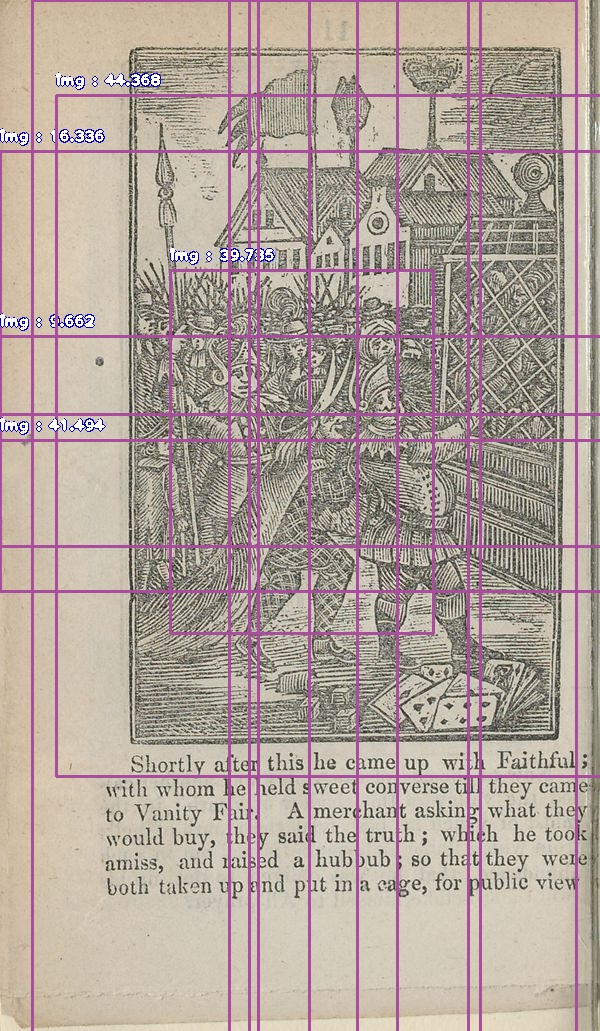 Img : 44.368
Img : 16.336
Img : 39.735
Img : 9.662
Img : 41.494
Shortly after this he came up with Faithful;
with whom he held sweet converse till they came
to Vanity Fair. A merchant asking what they
would buy, they said the truth; which he took
amiss, and raised a hubbub; so that they were
both taken up and put in a cage, for public view